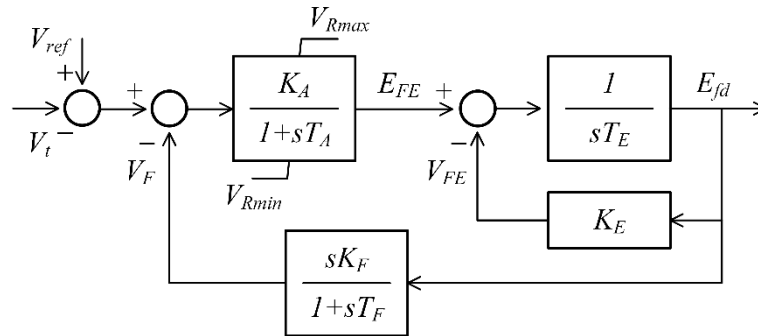 V_Rmax
V_ref
+
+
K_A
1+sT_A
E_FE
+
1
sT_E
E_fd
V_t
−
−
V_F
V_Rmin
−
V_FE
K_E
sK_F
1+sT_F